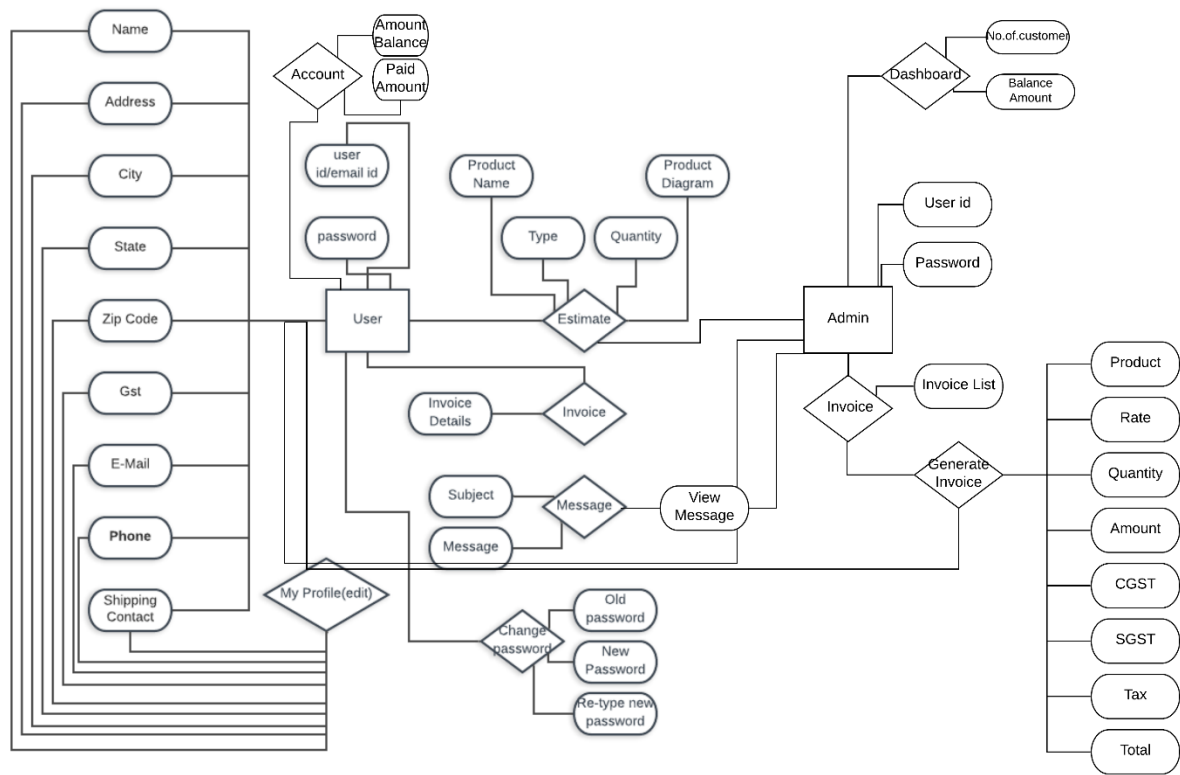 Name
Address
City
State
Zip Code
Gst
E-Mail
Phone
Shipping
Contact
Account
Amount
Balance
Paid
Amount
user
id/email id
password
User
Product
Name
Type
Quantity
Product
Diagram
Estimate
Invoice
Details
Invoice
Subject
Message
Message
View
Message
My Profile(edit)
Change
password
Old
password
New
Password
Re-type new
password
Dashboard
No.of.customer
Balance
Amount
User id
Password
Admin
Invoice
Invoice List
Generate
Invoice
Product
Rate
Quantity
Amount
CGST
SGST
Tax
Total